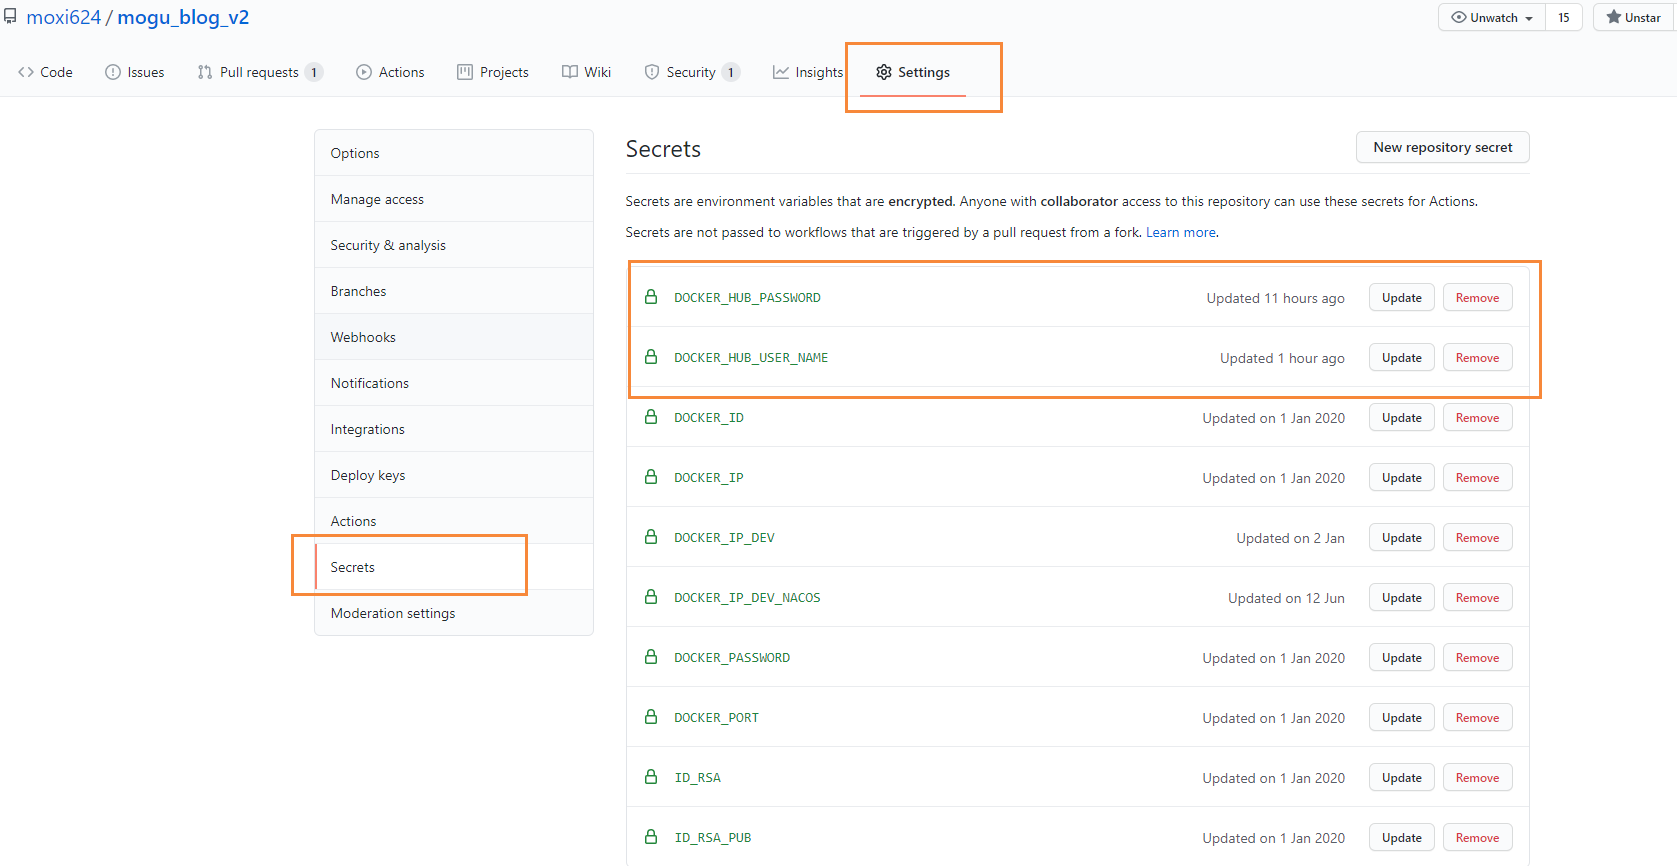 moxi624 / mogu_blog_v2
Unwatch 15 Unstar
Code Issues Pull requests 1 Actions Projects Wiki Security 1 Insights Settings
Options
Manage access
Security & analysis
Branches
Webhooks
Notifications
Integrations
Deploy keys
Actions
Secrets
Moderation settings
Secrets
New repository secret
Secrets are environment variables that are encrypted. Anyone with collaborator access to this repository can use these secrets for Actions.
Secrets are not passed to workflows that are triggered by a pull request from a fork. Learn more.
DOCKER_HUB_PASSWORD Updated 11 hours ago Update Remove
DOCKER_HUB_USER_NAME Updated 1 hour ago Update Remove
DOCKER_ID Updated on 1 Jan 2020 Update Remove
DOCKER_IP Updated on 1 Jan 2020 Update Remove
DOCKER_IP_DEV Updated on 2 Jan Update Remove
DOCKER_IP_DEV_NACOS Updated on 12 Jun Update Remove
DOCKER_PASSWORD Updated on 1 Jan 2020 Update Remove
DOCKER_PORT Updated on 1 Jan 2020 Update Remove
ID_RSA Updated on 1 Jan 2020 Update Remove
ID_RSA_PUB Updated on 1 Jan 2020 Update Remove